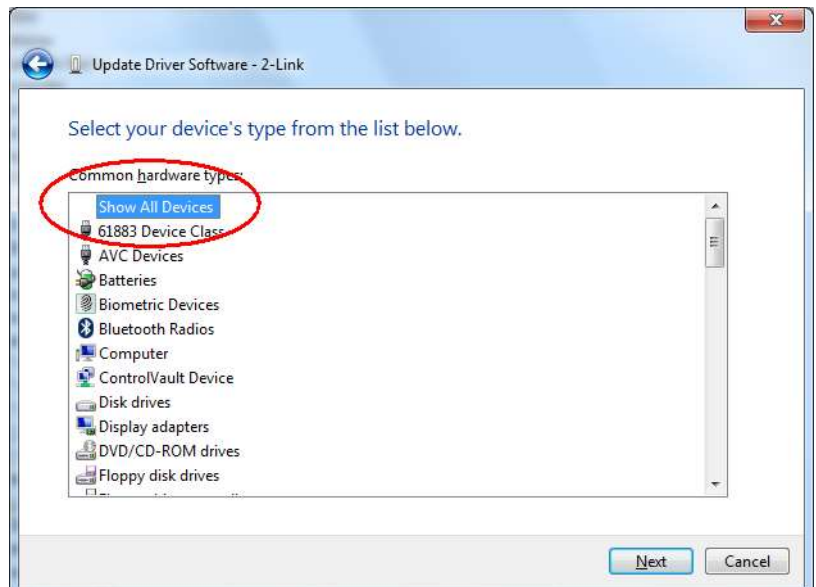 Update Driver Software - 2-Link
Select your device's type from the list below.
Common hardware types:
Show All Devices
61883 Device Class
AVC Devices
Batteries
Biometric Devices
Bluetooth Radios
Computer
ControlVault Device
Disk drives
Display adapters
DVD/CD-ROM drives
Floppy disk drives
Next
Cancel